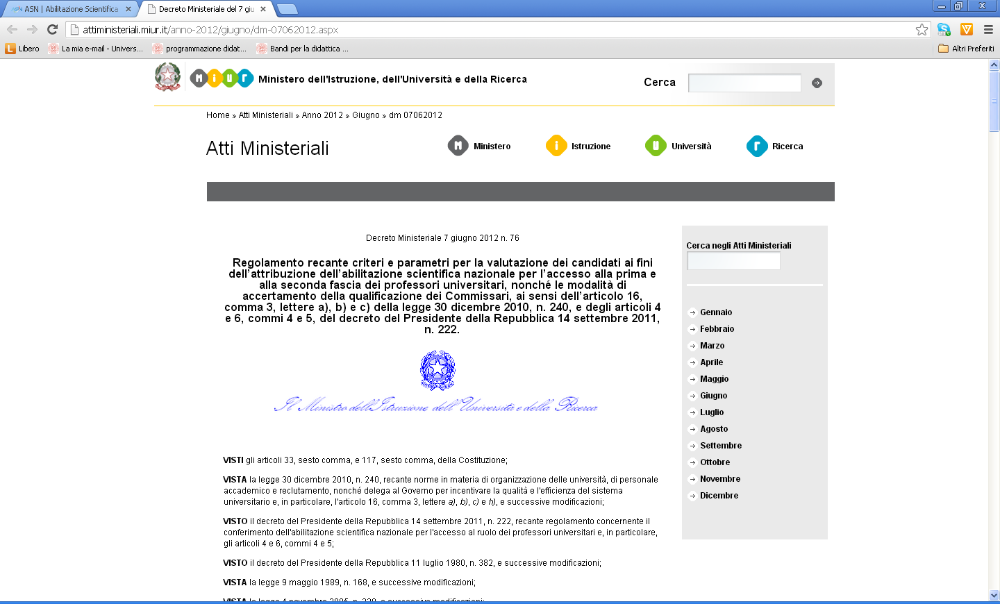 ASN | Abilitazione Scientifica
Decreto Ministeriale del 7 giu
attiministeriali.miur.it/anno-2012/giugno/dm-07062012.aspx
Libero
La mia e-mail - Univers...
programmazione didat...
Bandi per la didattica ...
Altri Preferiti
M i U r
Ministero dell'Istruzione, dell'Università e della Ricerca
Cerca
Home » Atti Ministeriali » Anno 2012 » Giugno » dm 07062012
Atti Ministeriali
M Ministero
i Istruzione
U Università
r Ricerca
Decreto Ministeriale 7 giugno 2012 n. 76
Regolamento recante criteri e parametri per la valutazione dei candidati ai fini
dell'attribuzione dell'abilitazione scientifica nazionale per l'accesso alla prima e
alla seconda fascia dei professori universitari, nonché le modalità di
accertamento della qualificazione dei Commissari, ai sensi dell'articolo 16,
comma 3, lettere a), b) e c) della legge 30 dicembre 2010, n. 240, e degli articoli 4
e 6, commi 4 e 5, del decreto del Presidente della Repubblica 14 settembre 2011,
n. 222.
Il Ministro dell'Istruzione dell'Università e della Ricerca
VISTI gli articoli 33, sesto comma, e 117, sesto comma, della Costituzione;
VISTA la legge 30 dicembre 2010, n. 240, recante norme in materia di organizzazione delle università, di personale
accademico e reclutamento, nonché delega al Governo per incentivare la qualità e l'efficienza del sistema
universitario e, in particolare, l'articolo 16, comma 3, lettere a), b), c) e h), e successive modificazioni;
VISTO il decreto del Presidente della Repubblica 14 settembre 2011, n. 222, recante regolamento concernente il
conferimento dell'abilitazione scientifica nazionale per l'accesso al ruolo dei professori universitari e, in particolare,
gli articoli 4 e 6, commi 4 e 5;
VISTO il decreto del Presidente della Repubblica 11 luglio 1980, n. 382, e successive modificazioni;
VISTA la legge 9 maggio 1989, n. 168, e successive modificazioni;
VISTA la legge 4 novembre 2005, n. 230, e successive modificazioni;
Cerca negli Atti Ministeriali
Gennaio
Febbraio
Marzo
Aprile
Maggio
Giugno
Luglio
Agosto
Settembre
Ottobre
Novembre
Dicembre